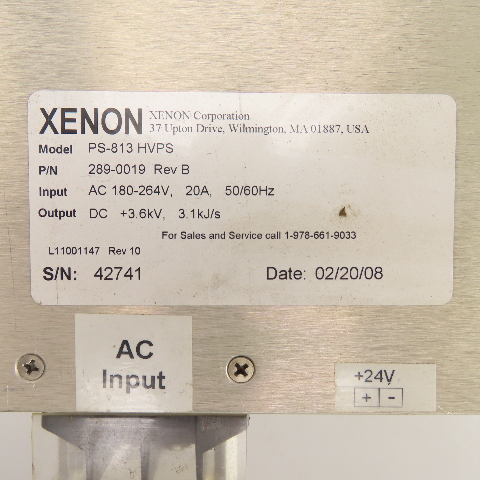 XENON XENON Corporation
37 Upton Drive, Wilmington, MA 01887, USA
Model PS-813 HVPS
P/N 289-0019 Rev B
Input AC 180-264V, 20A, 50/60Hz
Output DC +3.6kV, 3.1kJ/s
For Sales and Service call 1-978-661-9033
L11001147 Rev 10
S/N: 42741 Date: 02/20/08
AC
Input
+24V
+ -